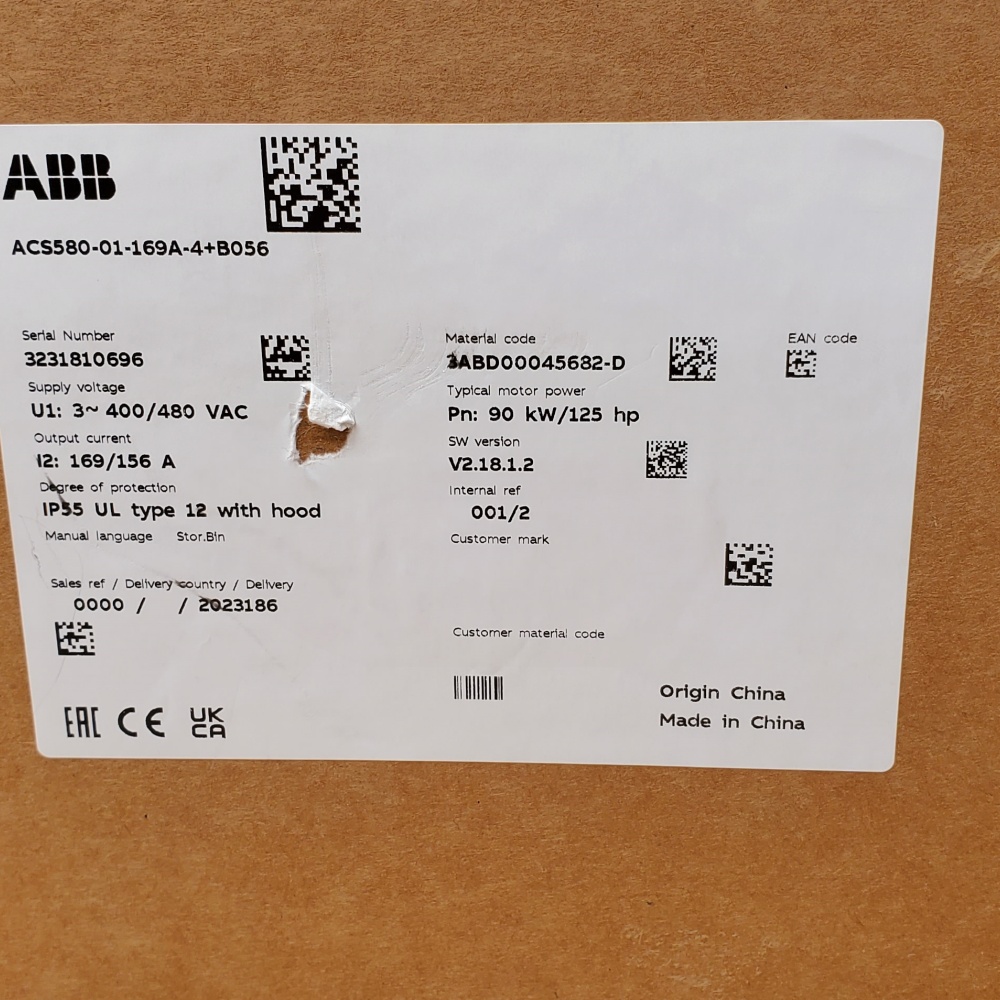 ABB
ACS580-01-169A-4+B056
Serial Number
3231810696
Supply voltage
U1: 3~ 400/480 VAC
Output current
I2: 169/156 A
Degree of protection
IP55 UL type 12 with hood
Manual language Stor.Bin
Sales ref / Delivery country / Delivery
0000 / / 2023186
Material code
3ABD00045682-D
EAN code
Typical motor power
Pn: 90 kW/125 hp
SW version
V2.18.1.2
Internal ref
001/2
Customer mark
Customer material code
Origin China
Made in China
EAC CE UK
CA